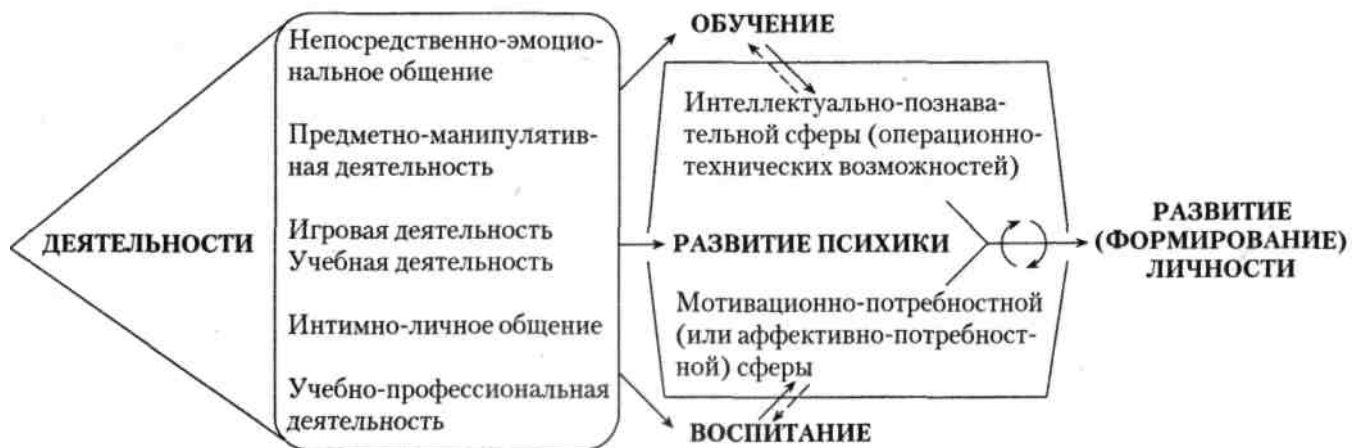 ДЕЯТЕЛЬНОСТИ
Непосредственно-эмоцио-
нальное общение
Предметно-манипулятив-
ная деятельность
Игровая деятельность
Учебная деятельность
Интимно-личное общение
Учебно-профессиональная
деятельность
ОБУЧЕНИЕ
Интеллектуально-познава-
тельной сферы (операционно-
технических возможностей)
РАЗВИТИЕ ПСИХИКИ
Мотивационно-потребностной
(или аффективно-потребност-
ной) сферы
ВОСПИТАНИЕ
РАЗВИТИЕ
(ФОРМИРОВАНИЕ)
ЛИЧНОСТИ